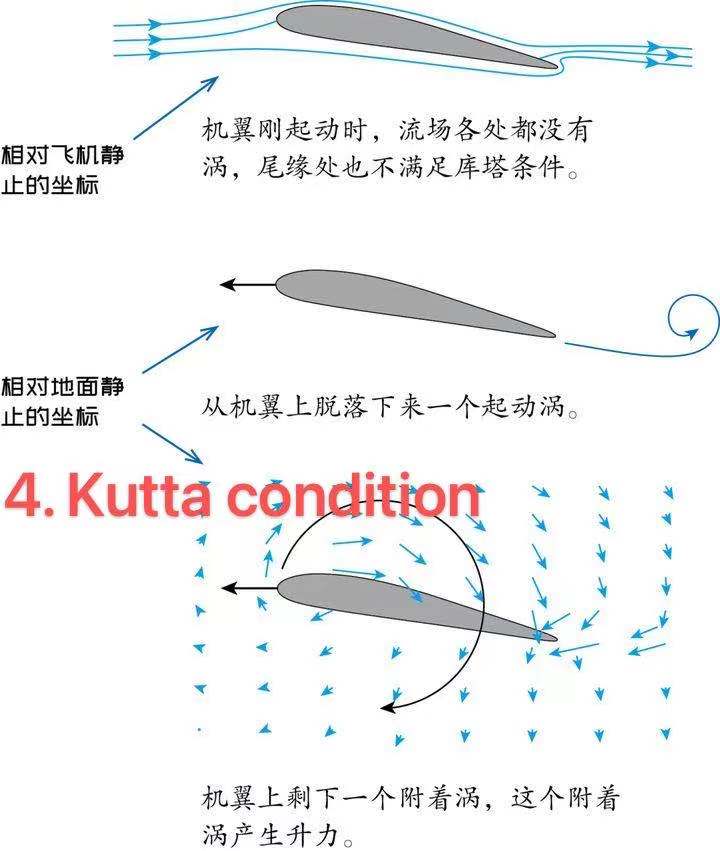 机翼刚起动时，流场各处都没有
涡，尾缘处也不满足库塔条件。
相对飞机静
止的坐标
相对地面静
止的坐标
从机翼上脱落下来一个起动涡。
4. Kutta condition
机翼上剩下一个附着涡，这个附着
涡产生升力。